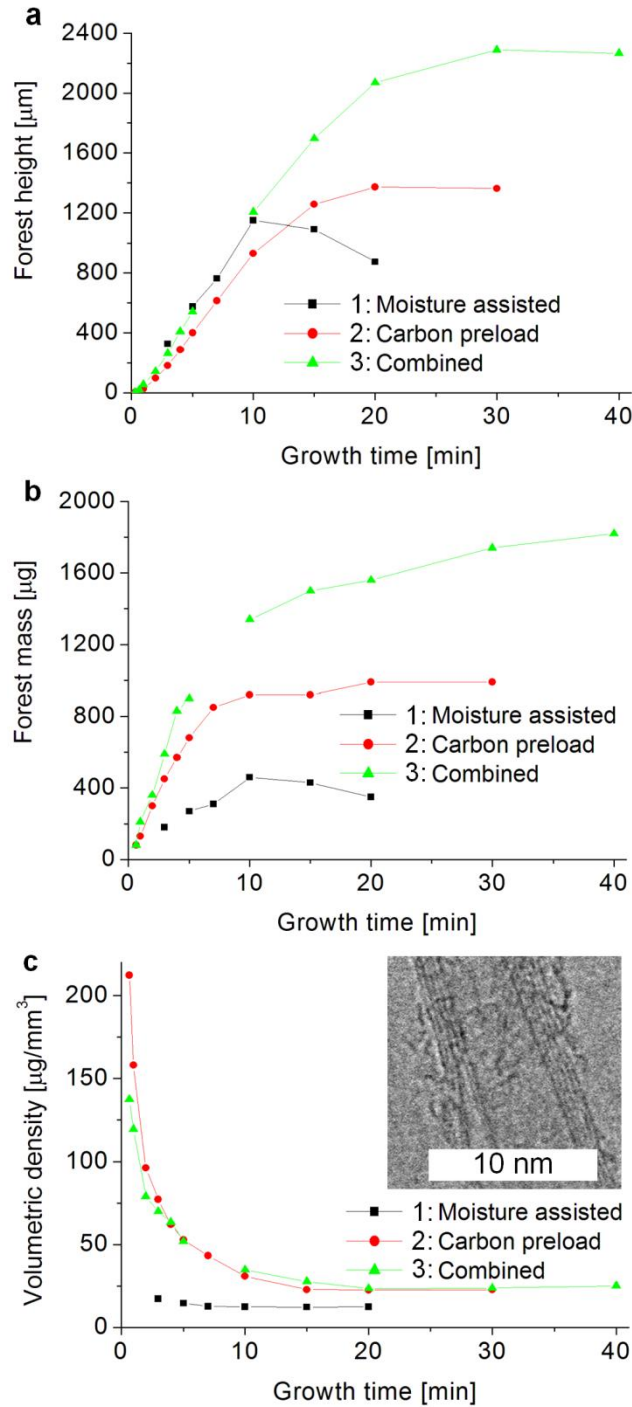 a
2400
2000
1600
1200
800
400
0
Forest height [μm]
1: Moisture assisted
2: Carbon preload
3: Combined
0 10 20 30 40
Growth time [min]
b
2000
1600
1200
800
400
0
Forest mass [μg]
1: Moisture assisted
2: Carbon preload
3: Combined
0 10 20 30 40
Growth time [min]
c
200
150
100
50
0
Volumetric density [μg/mm³]
10 nm
1: Moisture assisted
2: Carbon preload
3: Combined
0 10 20 30 40
Growth time [min]